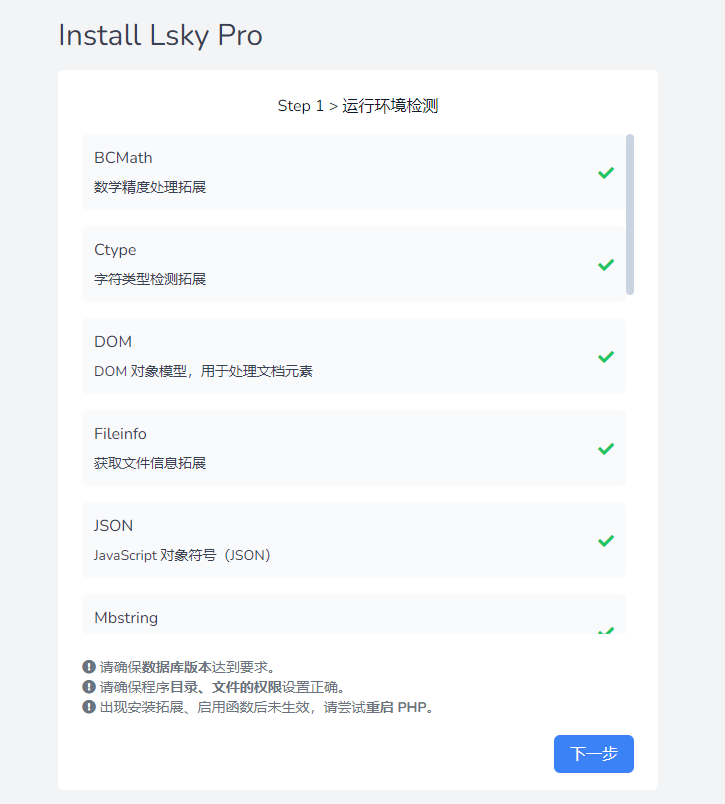 Install Lsky Pro
Step 1 > 运行环境检测
BCMath
数学精度处理拓展
Ctype
字符类型检测拓展
DOM
DOM 对象模型，用于处理文档元素
Fileinfo
获取文件信息拓展
JSON
JavaScript 对象符号（JSON）
Mbstring
请确保数据库版本达到要求。
请确保程序目录、文件的权限设置正确。
出现安装拓展、启用函数后未生效，请尝试重启 PHP。
下一步